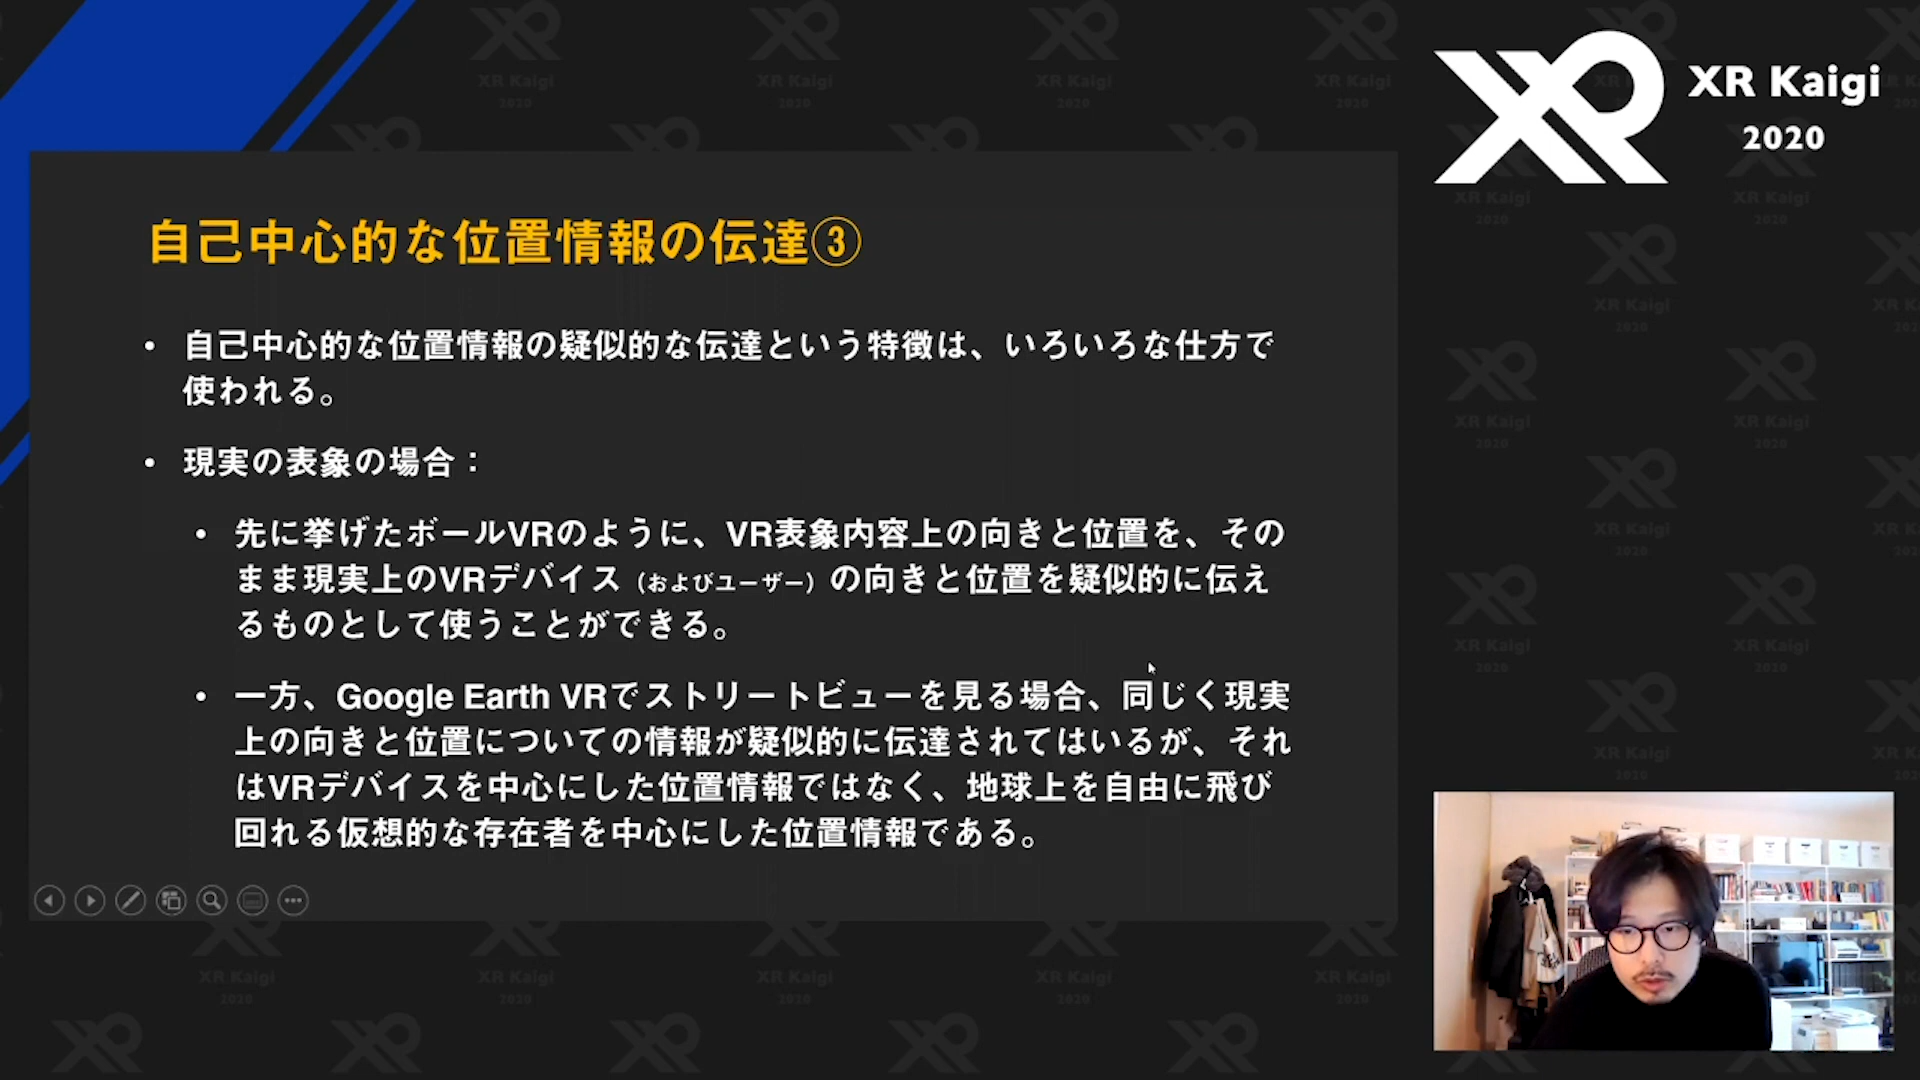 XR Kaigi
2020
自己中心的な位置情報の伝達③
• 自己中心的な位置情報の疑似的な伝達という特徴は、いろいろな仕方で
使われる。
• 現実の表象の場合：
• 先に挙げたボールVRのように、VR表象内容上の向きと位置を、その
まま現実上のVRデバイス（およびユーザー）の向きと位置を疑似的に伝え
るものとして使うことができる。
• 一方、Google Earth VRでストリートビューを見る場合、同じく現実
上の向きと位置についての情報が疑似的に伝達されてはいるが、それ
はVRデバイスを中心にした位置情報ではなく、地球上を自由に飛び
回れる仮想的な存在者を中心にした位置情報である。